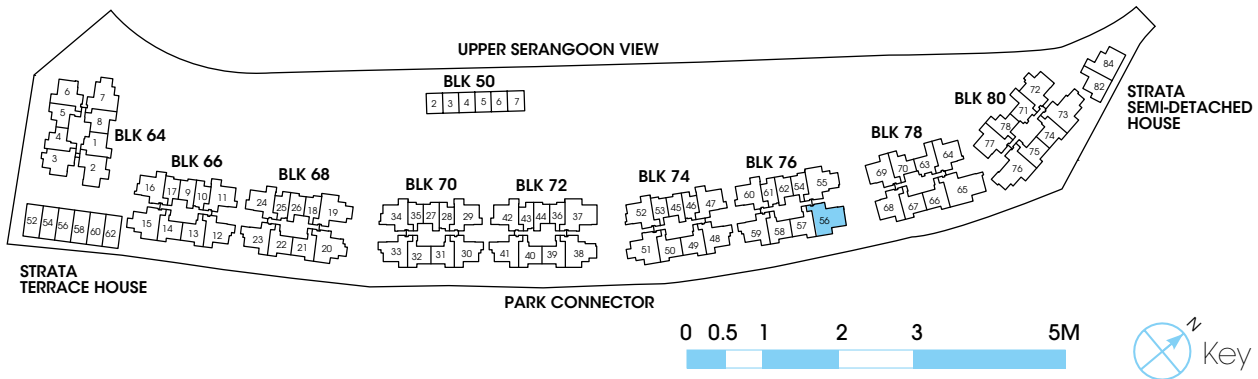 UPPER SERANGOON VIEW
BLK 50
2 3 4 5 6 7
BLK 64
6 7
5 8
4 1
3 2
BLK 66
16 17 9 10 11
15 14 13 12
BLK 68
24 25 26 18 19
23 22 21 20
BLK 70
34 35 27 28 29
33 32 31 30
BLK 72
42 43 44 36 37
41 40 39 38
BLK 74
52 53 45 46 47
51 50 49 48
BLK 76
60 61 62 54 55
59 58 57 56
BLK 78
69 70 63 64
68 67 66 65
BLK 80
72
71 73
78 74
77 75
76
84
82
STRATA
SEMI-DETACHED
HOUSE
52 54 56 58 60 62
STRATA
TERRACE HOUSE
PARK CONNECTOR
0 0.5 1 2 3 5M
N
Key